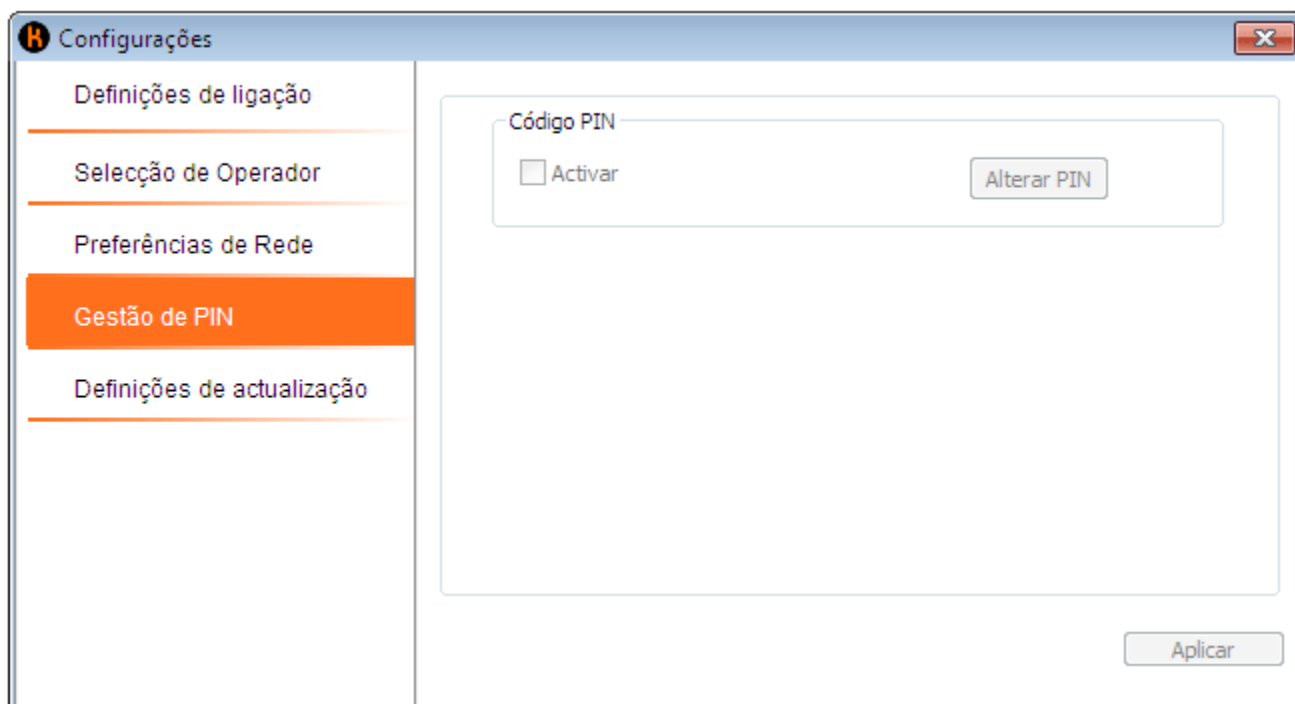 Configurações
Definições de ligação
Selecção de Operador
Preferências de Rede
Gestão de PIN
Definições de actualização
Código PIN
Activar
Alterar PIN
Aplicar